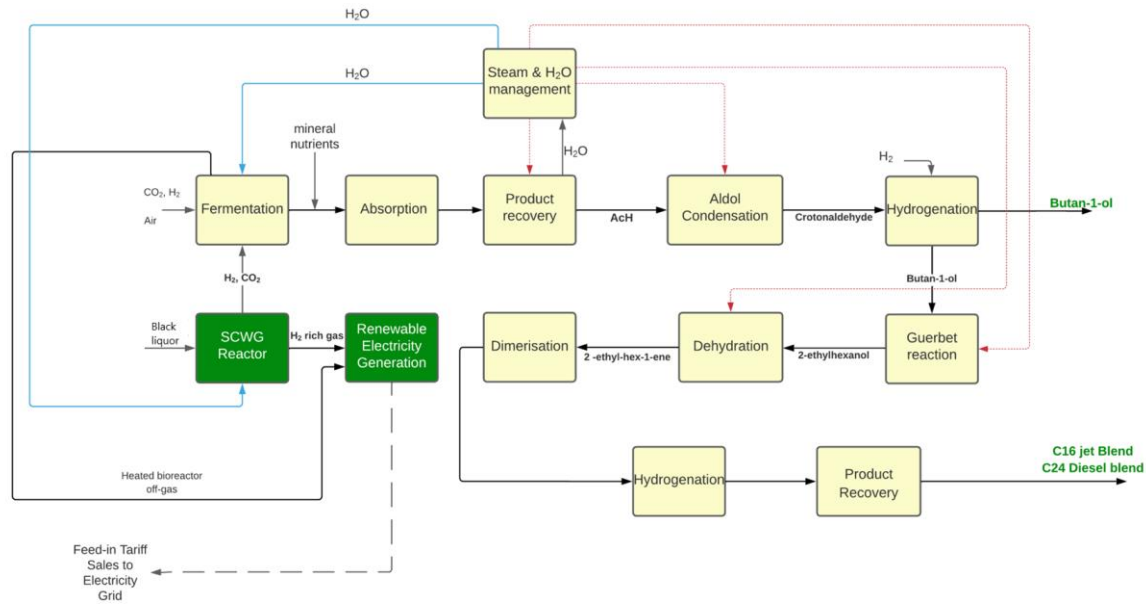 H₂O
H₂O
Steam & H₂O
management
mineral
nutrients
H₂O
H₂
CO₂, H₂
Air
Fermentation
Absorption
Product
recovery
AcH
Aldol
Condensation
Crotonaldehyde
Hydrogenation
Butan-1-ol
H₂, CO₂
Butan-1-ol
Black
liquor
SCWG
Reactor
H₂ rich gas
Renewable
Electricity
Generation
Dimerisation
2 -ethyl-hex-1-ene
Dehydration
2-ethylhexanol
Guerbet
reaction
Heated bioreactor
off-gas
Hydrogenation
Product
Recovery
C16 jet Blend
C24 Diesel blend
Feed-in Tariff
Sales to
Electricity
Grid